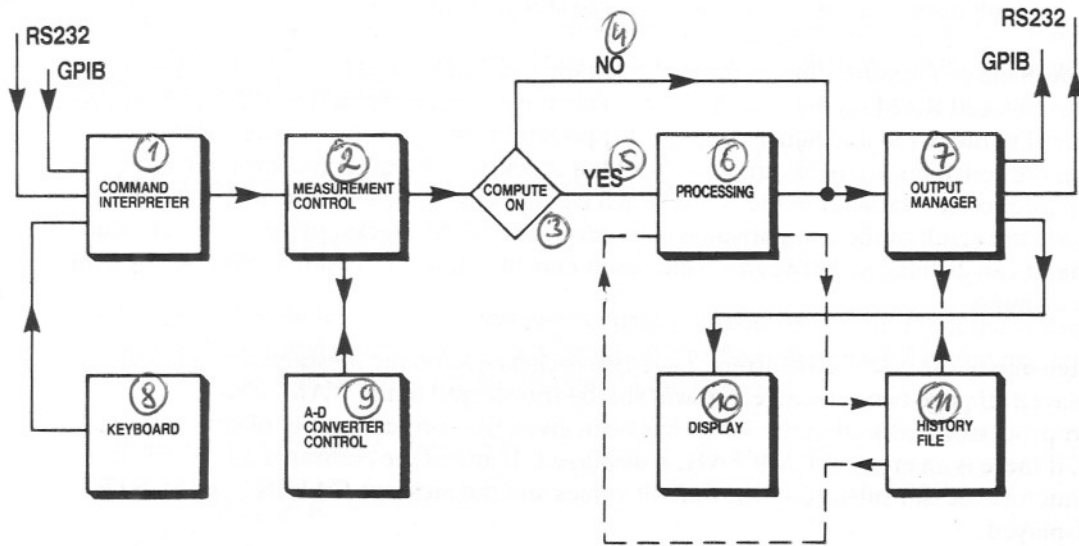 RS232
GPIB
4
NO
RS232
GPIB
1
COMMAND
INTERPRETER
2
MEASUREMENT
CONTROL
COMPUTE
ON
3
5
YES
6
PROCESSING
7
OUTPUT
MANAGER
8
KEYBOARD
9
A-D
CONVERTER
CONTROL
10
DISPLAY
11
HISTORY
FILE